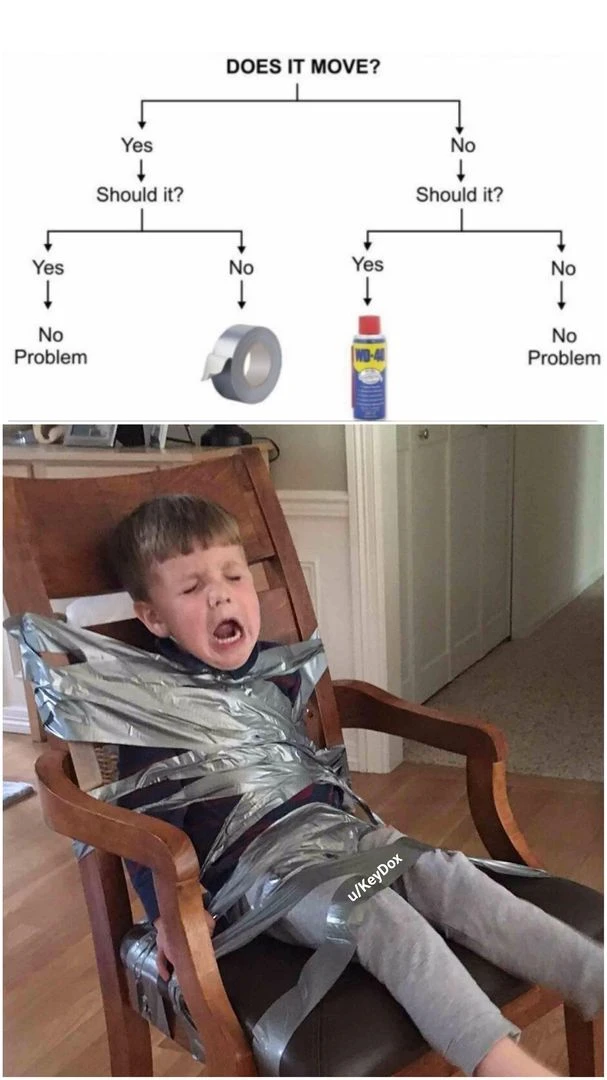 DOES IT MOVE?
Yes
No
Should it?
Should it?
Yes
No
Yes
No
No
Problem
WD-40
No
Problem
u/KeyDox